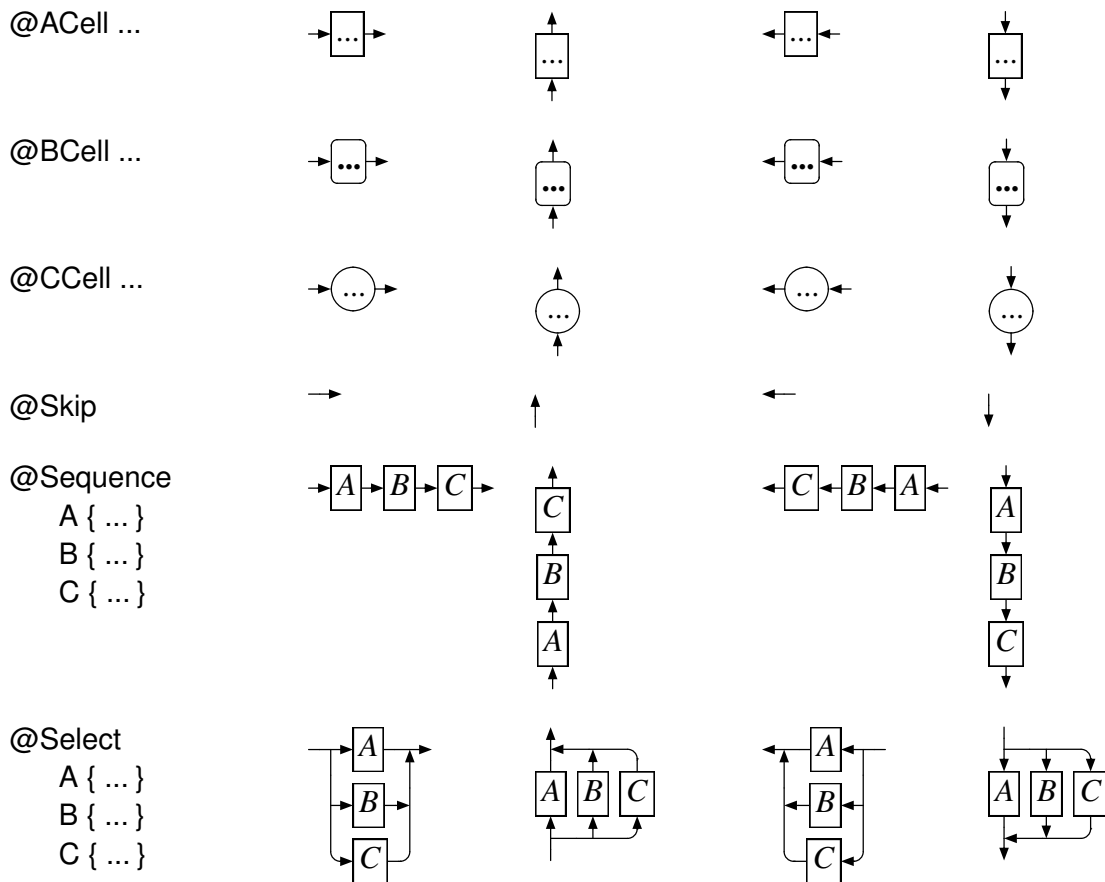 @ACell ... ... ... ... ...
@BCell ... ... ... ... ...
@CCell ... ... ... ... ...
@Skip
@Sequence
A { ... }
B { ... }
C { ... }
A B C
C
B
A
C B A
A
B
C
@Select
A { ... }
B { ... }
C { ... }
A
B
C
A B C
A
B
C
A B C